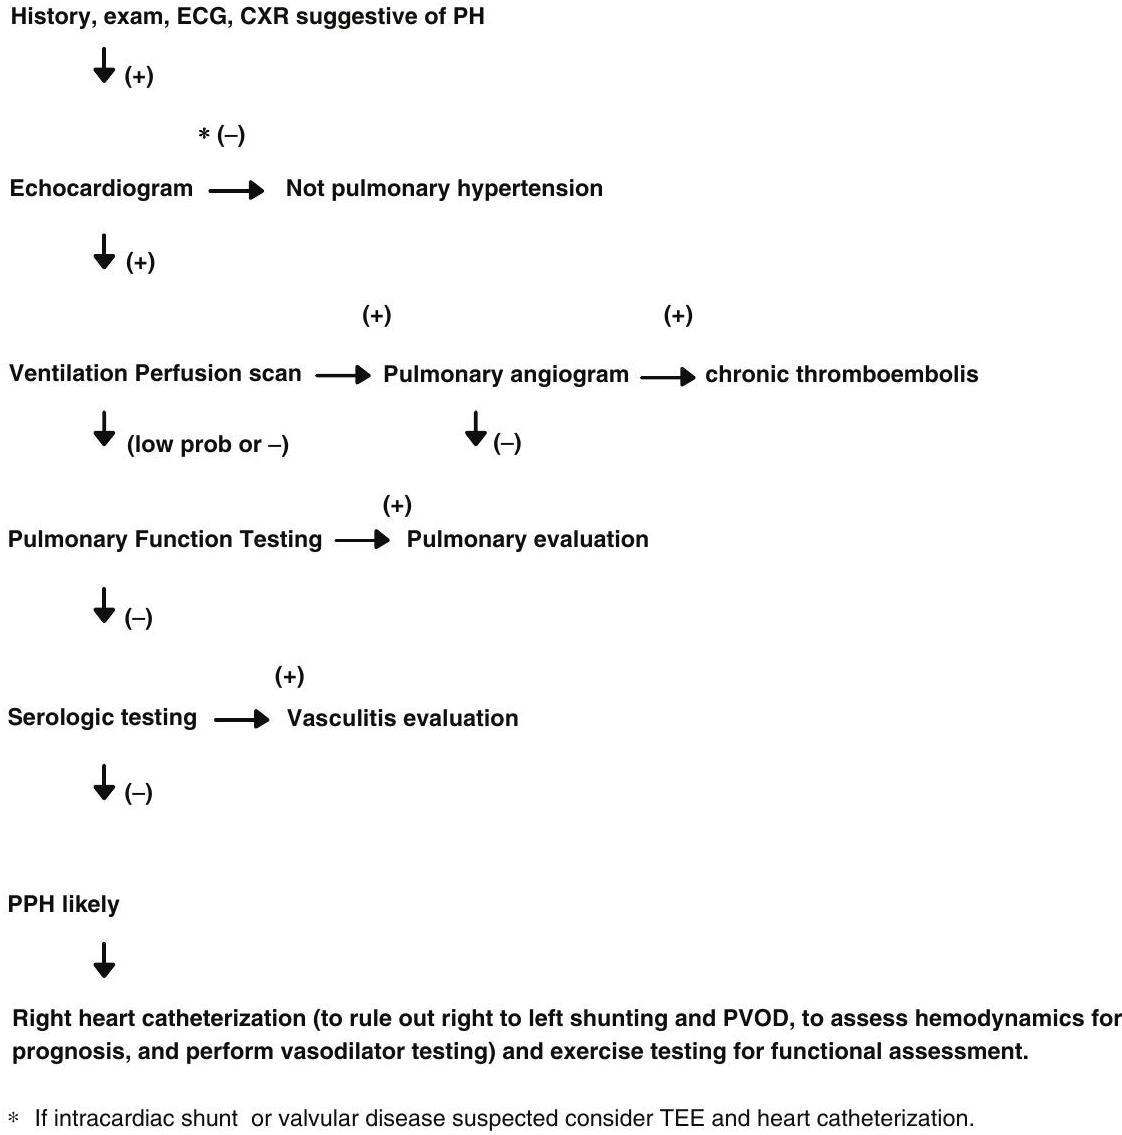 History, exam, ECG, CXR suggestive of PH
(+)
* (–)
Echocardiogram Not pulmonary hypertension
(+)
(+) (+)
Ventilation Perfusion scan Pulmonary angiogram chronic thromboembolis
(low prob or –) (–)
(+)
Pulmonary Function Testing Pulmonary evaluation
(–)
(+)
Serologic testing Vasculitis evaluation
(–)
PPH likely
Right heart catheterization (to rule out right to left shunting and PVOD, to assess hemodynamics for
prognosis, and perform vasodilator testing) and exercise testing for functional assessment.
* If intracardiac shunt or valvular disease suspected consider TEE and heart catheterization.